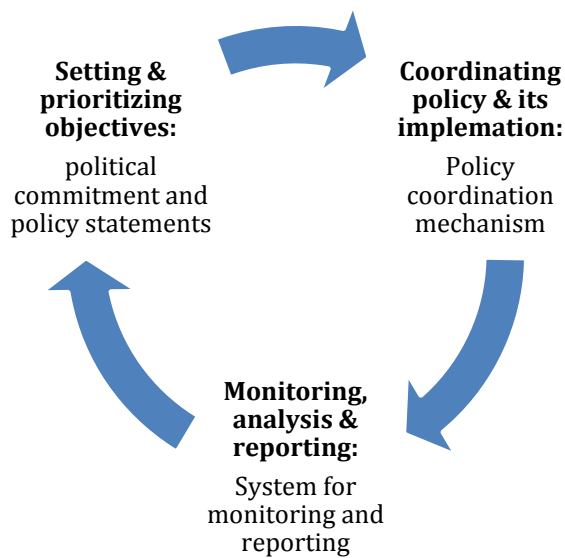 Setting &
prioritizing
objectives:
political
commitment and
policy statements
Coordinating
policy & its
implemation:
Policy
coordination
mechanism
Monitoring,
analysis &
reporting:
System for
monitoring and
reporting